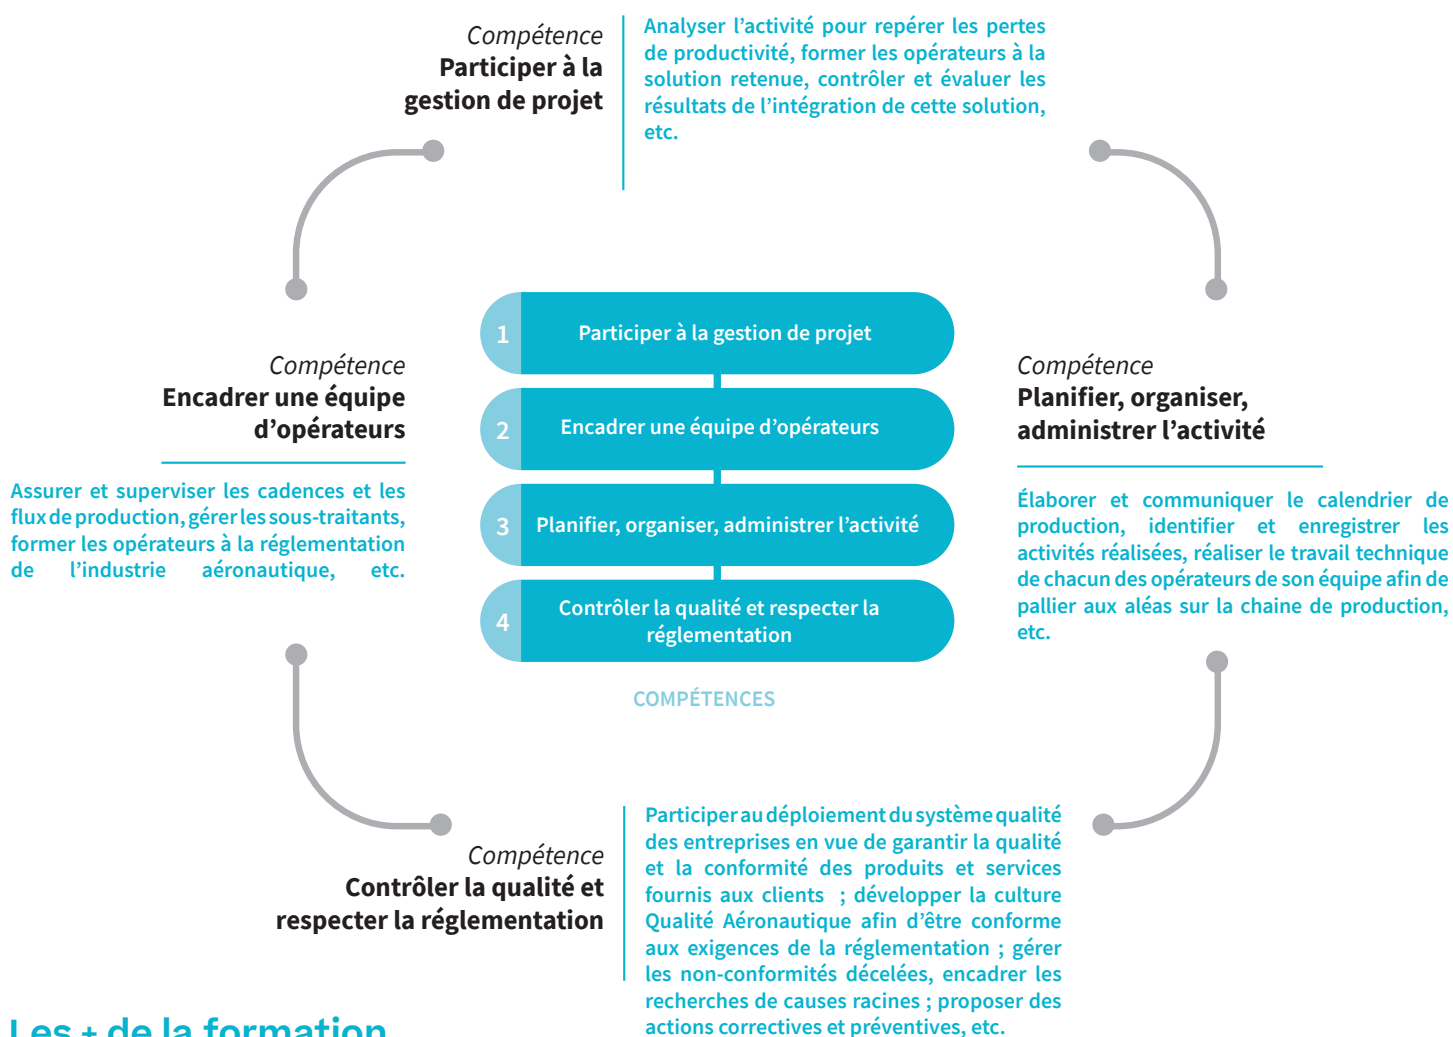 Compétence
Participer à la
gestion de projet
Analyser l’activité pour repérer les pertes
de productivité, former les opérateurs à la
solution retenue, contrôler et évaluer les
résultats de l’intégration de cette solution,
etc.
1
Participer à la gestion de projet
2
Encadrer une équipe d’opérateurs
3
Planifier, organiser, administrer l’activité
4
Contrôler la qualité et respecter la
réglementation
COMPÉTENCES
Compétence
Encadrer une équipe
d’opérateurs
Assurer et superviser les cadences et les
flux de production, gérer les sous-traitants,
former les opérateurs à la réglementation
de l’industrie aéronautique, etc.
Compétence
Planifier, organiser,
administrer l’activité
Élaborer et communiquer le calendrier de
production, identifier et enregistrer les
activités réalisées, réaliser le travail technique
de chacun des opérateurs de son équipe afin de
pallier aux aléas sur la chaine de production,
etc.
Compétence
Contrôler la qualité et
respecter la réglementation
Participer au déploiement du système qualité
des entreprises en vue de garantir la qualité
et la conformité des produits et services
fournis aux clients ; développer la culture
Qualité Aéronautique afin d’être conforme
aux exigences de la réglementation ; gérer
les non-conformités décelées, encadrer les
recherches de causes racines ; proposer des
actions correctives et préventives, etc.
Les + de la formation